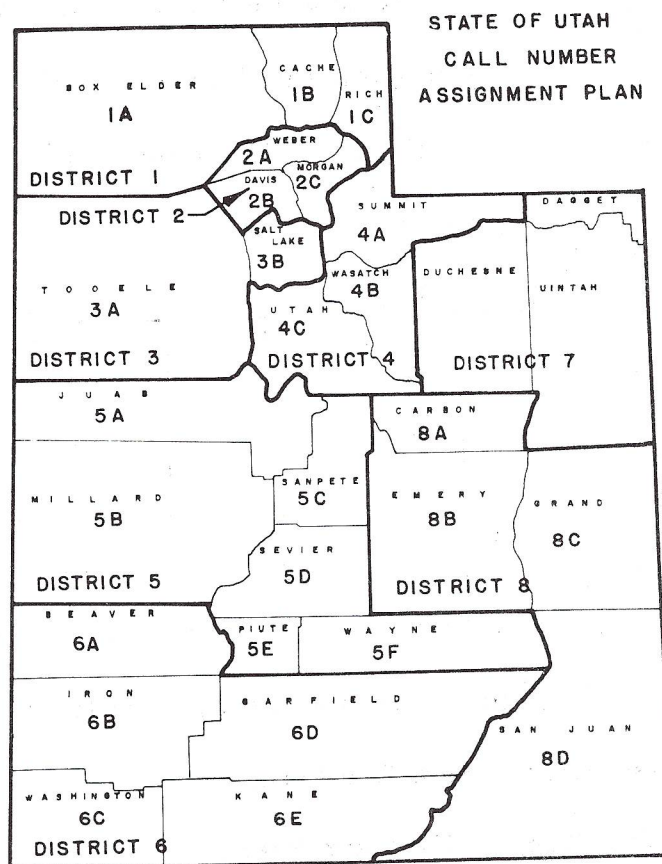 STATE OF UTAH
CALL NUMBER
ASSIGNMENT PLAN
BOX ELDER
1A
CACHE
1B
RICH
1C
DISTRICT 1
WEBER
2A
MORGAN
2C
DAVIS
2B
DISTRICT 2
SALT
LAKE
3B
TOOELE
3A
DISTRICT 3
SUMMIT
4A
WASATCH
4B
UTAH
4C
DISTRICT 4
DAGGET
DUCHESNE
UINTAH
DISTRICT 7
JUAB
5A
CARBON
8A
MILLARD
5B
SANPETE
5C
EMERY
8B
GRAND
8C
SEVIER
5D
DISTRICT 5
DISTRICT 8
BEAVER
6A
PIUTE
5E
WAYNE
5F
IRON
6B
GARFIELD
6D
SAN JUAN
8D
WASHINGTON
6C
KANE
6E
DISTRICT 6